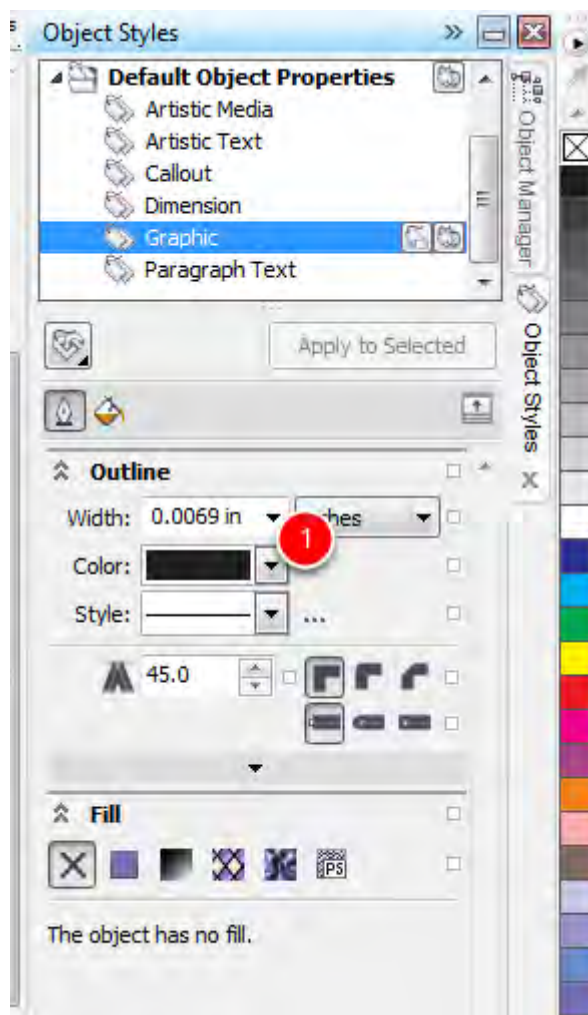 Object Styles
Default Object Properties
Artistic Media
Artistic Text
Callout
Dimension
Graphic
Paragraph Text
Apply to Selected
Outline
Width: 0.0069 in
1
Color:
Style: ...
45.0
Fill
PS
The object has no fill.
Object Manager
Object Styles